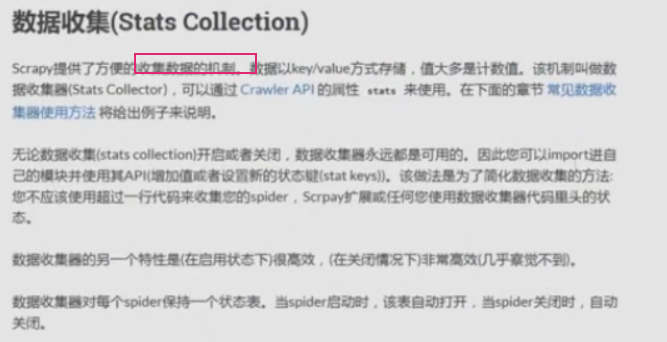 数据收集(Stats Collection)
Scrapy提供了方便的收集数据的机制。数据以key/value方式存储，值大多是计数值。该机制叫做数
据收集器(Stats Collector)，可以通过 Crawler API 的属性 stats 来使用。在下面的章节 常见数据收
集器使用方法 将给出例子来说明。
无论数据收集(stats collection)开启或者关闭，数据收集器永远都是可用的。因此您可以import进自
己的模块并使用其API(增加值或者设置新的状态键(stat keys))。该做法是为了简化数据收集的方法:
您不应该使用超过一行代码来收集您的spider，Scrpay扩展或任何您使用数据收集器代码里头的状
态。
数据收集器的另一个特性是(在启用状态下)很高效，(在关闭情况下)非常高效(几乎察觉不到)。
数据收集器对每个spider保持一个状态表。当spider启动时，该表自动打开，当spider关闭时，自动
关闭。